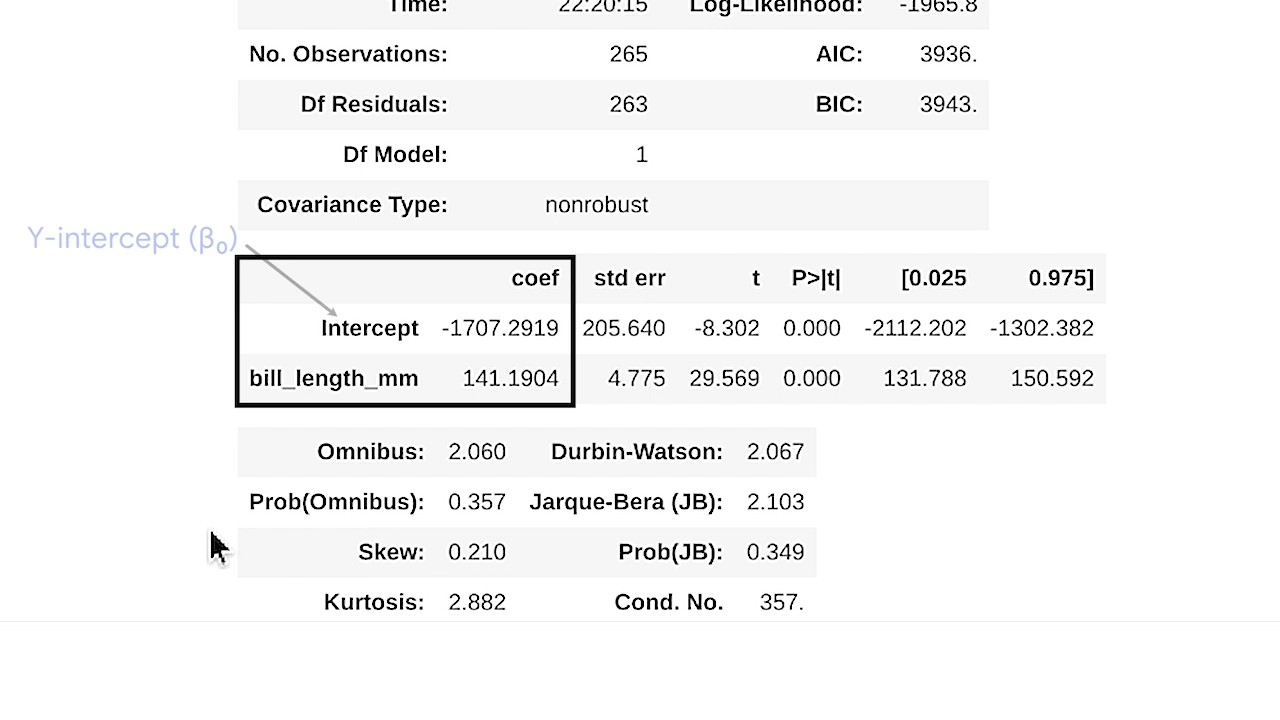 Time: 22:20:15 Log-Likelihood: -1965.8
No. Observations: 265 AIC: 3936.
Df Residuals: 263 BIC: 3943.
Df Model: 1
Covariance Type: nonrobust
Y-intercept (β₀)
coef std err t P>|t| [0.025 0.975]
Intercept -1707.2919 205.640 -8.302 0.000 -2112.202 -1302.382
bill_length_mm 141.1904 4.775 29.569 0.000 131.788 150.592
Omnibus: 2.060 Durbin-Watson: 2.067
Prob(Omnibus): 0.357 Jarque-Bera (JB): 2.103
Skew: 0.210 Prob(JB): 0.349
Kurtosis: 2.882 Cond. No. 357.